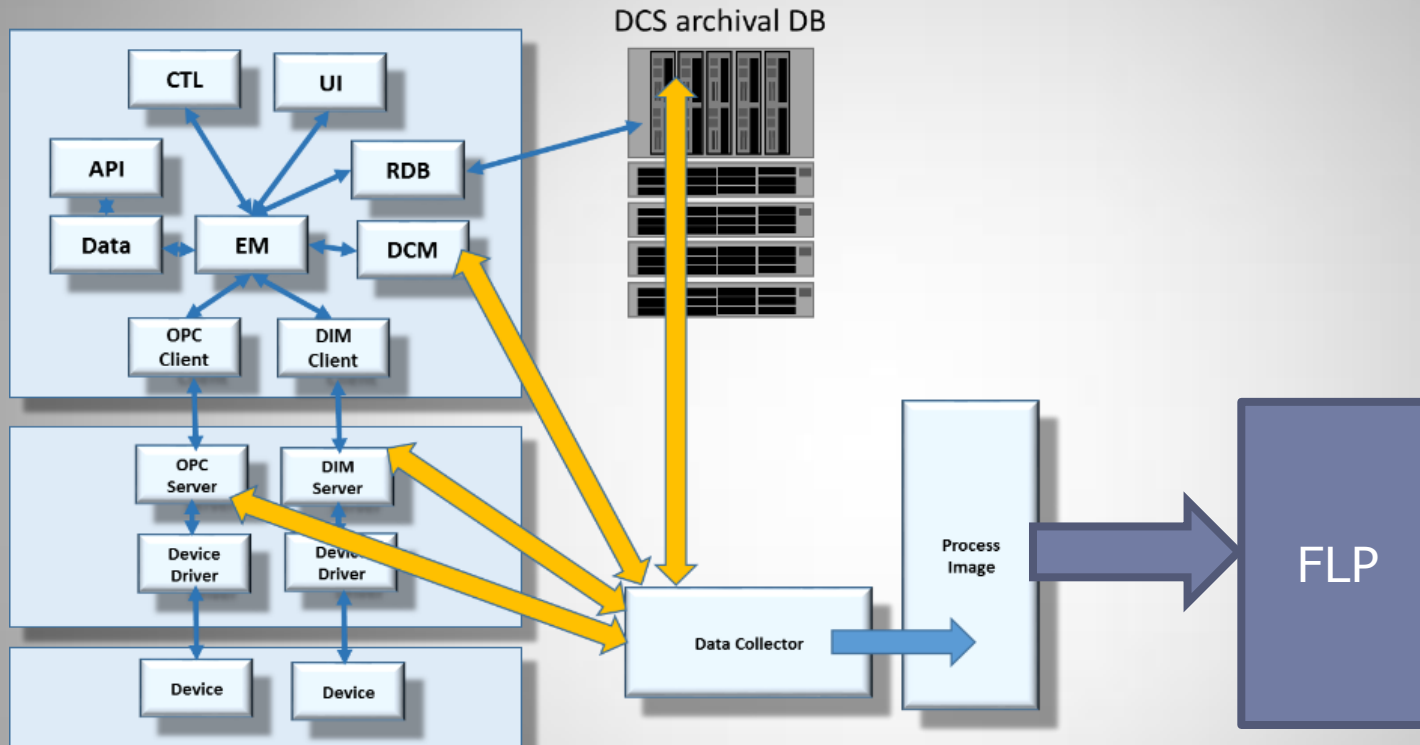 DCS archival DB
CTL
UI
API
RDB
Data
EM
DCM
OPC
Client
DIM
Client
OPC
Server
DIM
Server
Device
Driver
Device
Driver
Device
Device
Data Collector
Process
Image
FLP